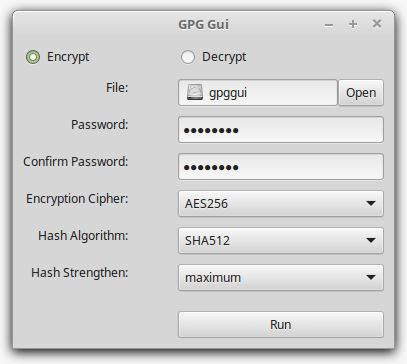 GPG Gui
Encrypt Decrypt
File: gpggui Open
Password: ●●●●●●●●
Confirm Password: ●●●●●●●●
Encryption Cipher: AES256
Hash Algorithm: SHA512
Hash Strengthen: maximum
Run